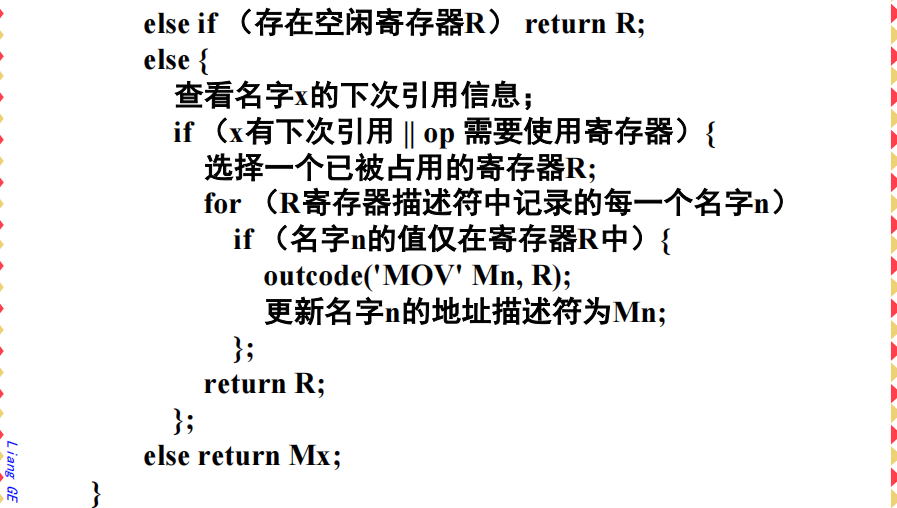 else if （存在空闲寄存器R） return R;
else {
查看名字x的下次引用信息；
if （x有下次引用 || op 需要使用寄存器）{
选择一个已被占用的寄存器R;
for （R寄存器描述符中记录的每一个名字n）
if （名字n的值仅在寄存器R中）{
outcode('MOV' Mn, R);
更新名字n的地址描述符为Mn;
};
return R;
};
else return Mx;
}
Liang GE